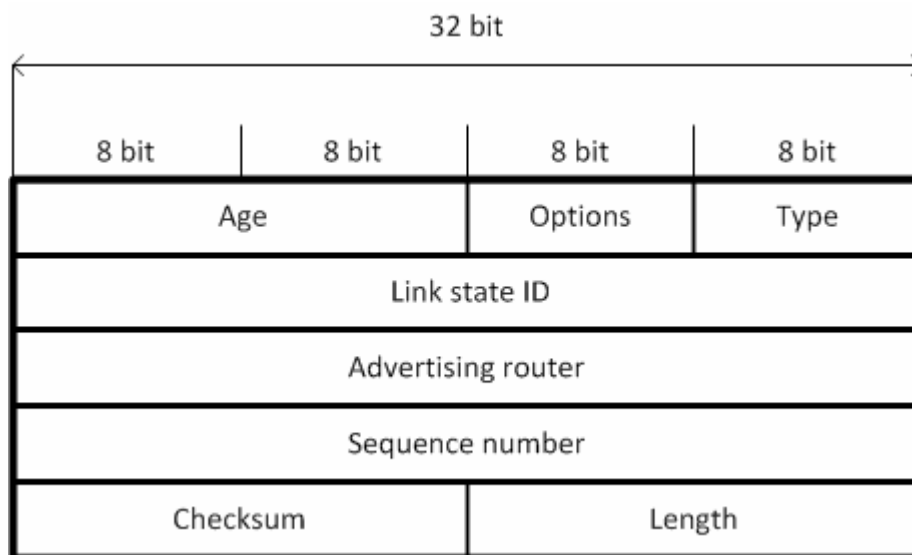 32 bit
8 bit 8 bit 8 bit 8 bit
Age Options Type
Link state ID
Advertising router
Sequence number
Checksum Length